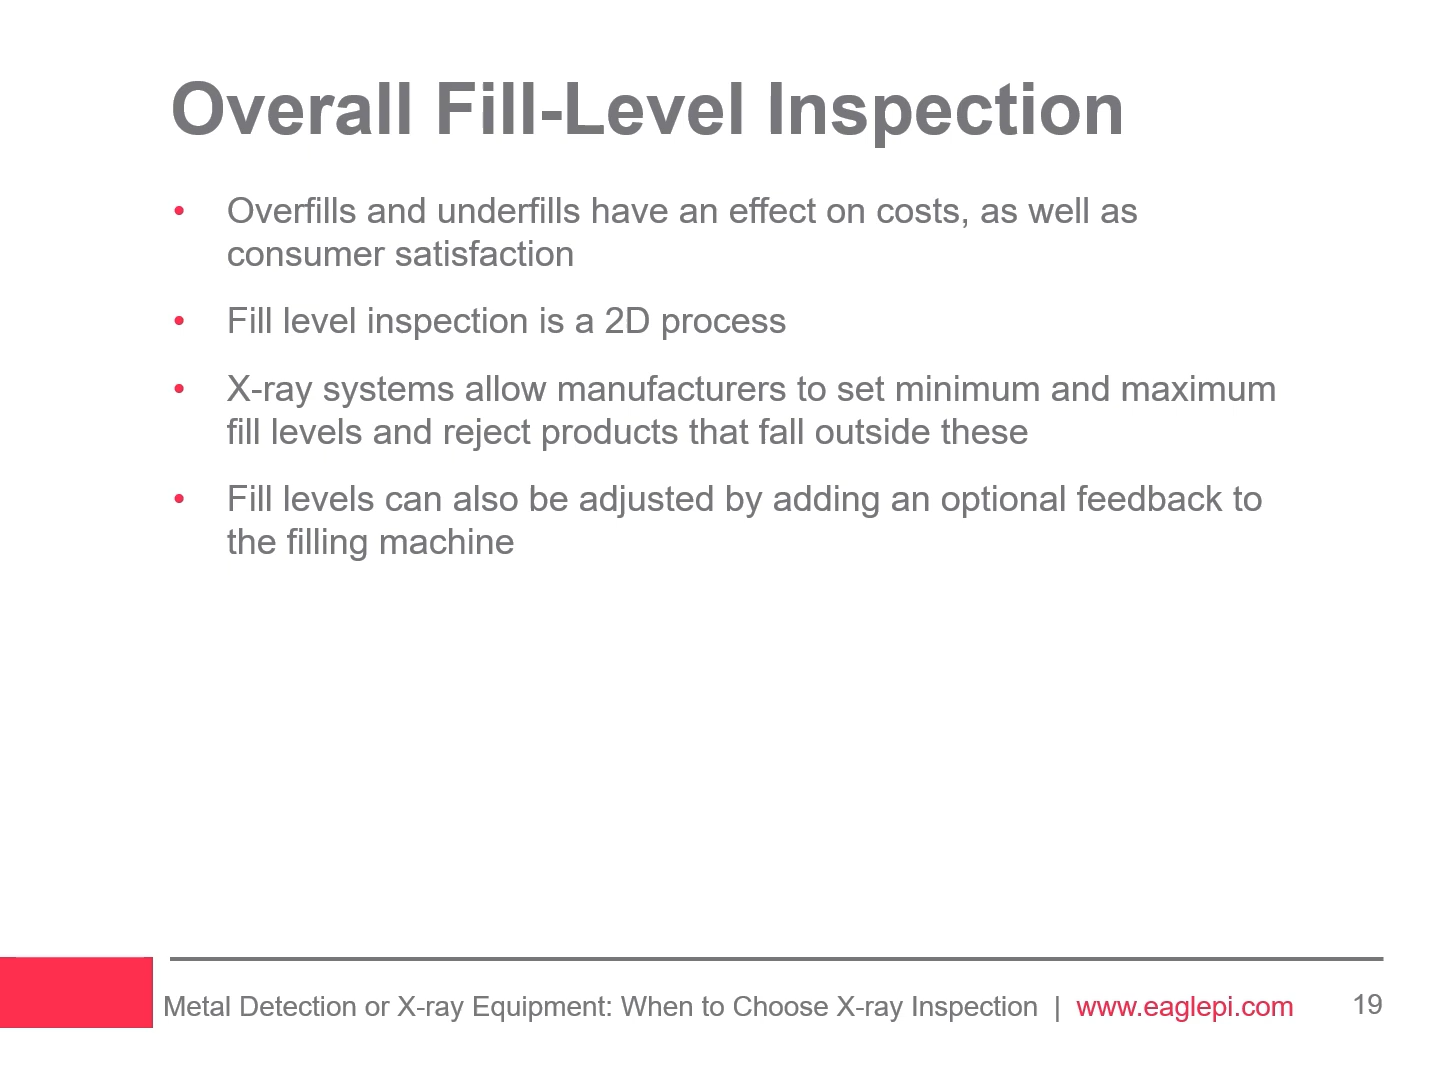 Overall Fill-Level Inspection
• Overfills and underfills have an effect on costs, as well as
consumer satisfaction
• Fill level inspection is a 2D process
• X-ray systems allow manufacturers to set minimum and maximum
fill levels and reject products that fall outside these
• Fill levels can also be adjusted by adding an optional feedback to
the filling machine
Metal Detection or X-ray Equipment: When to Choose X-ray Inspection | www.eaglepi.com 19